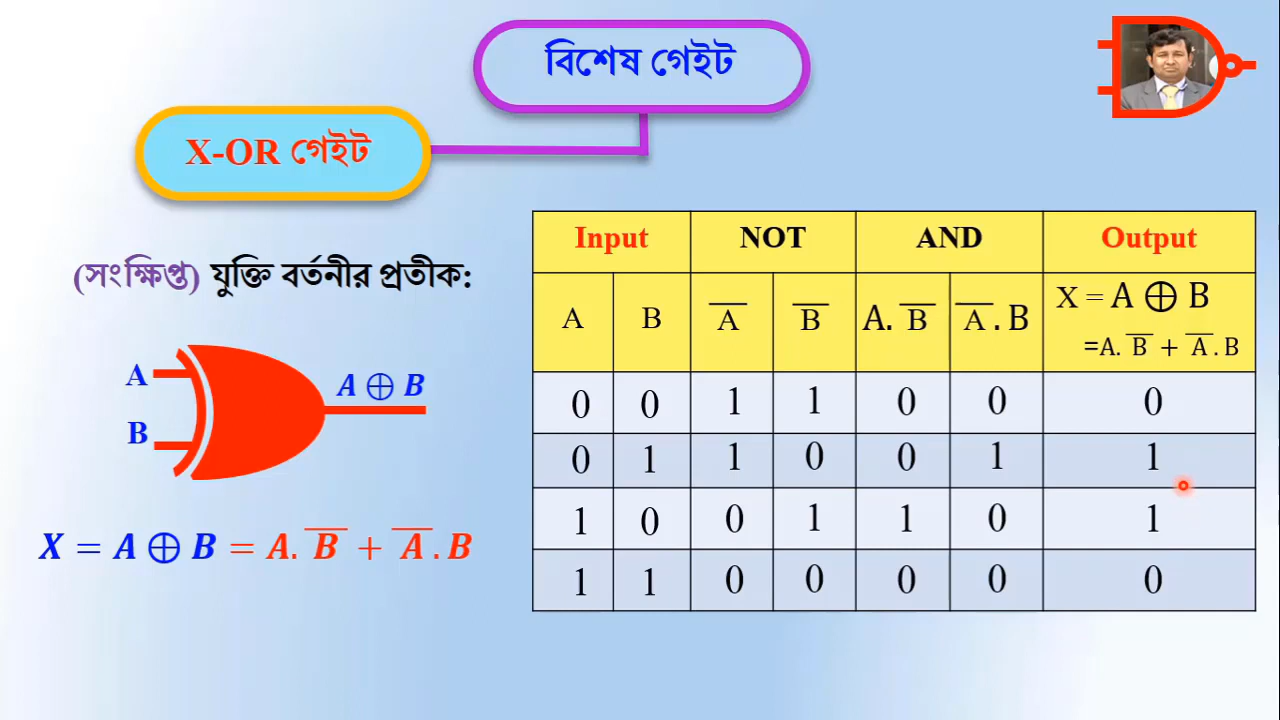 বিশেষ গেইট
X-OR গেইট
(সংক্ষিপ্ত) যুক্তি বর্তনীর প্রতীক:
A
B
A ⊕ B
X = A ⊕ B = A. B̅ + A̅ . B
Input NOT AND Output
A B A̅ B̅ A. B̅ A̅ . B X = A ⊕ B
=A. B̅ + A̅ . B
0 0 1 1 0 0 0
0 1 1 0 0 1 1
1 0 0 1 1 0 1
1 1 0 0 0 0 0